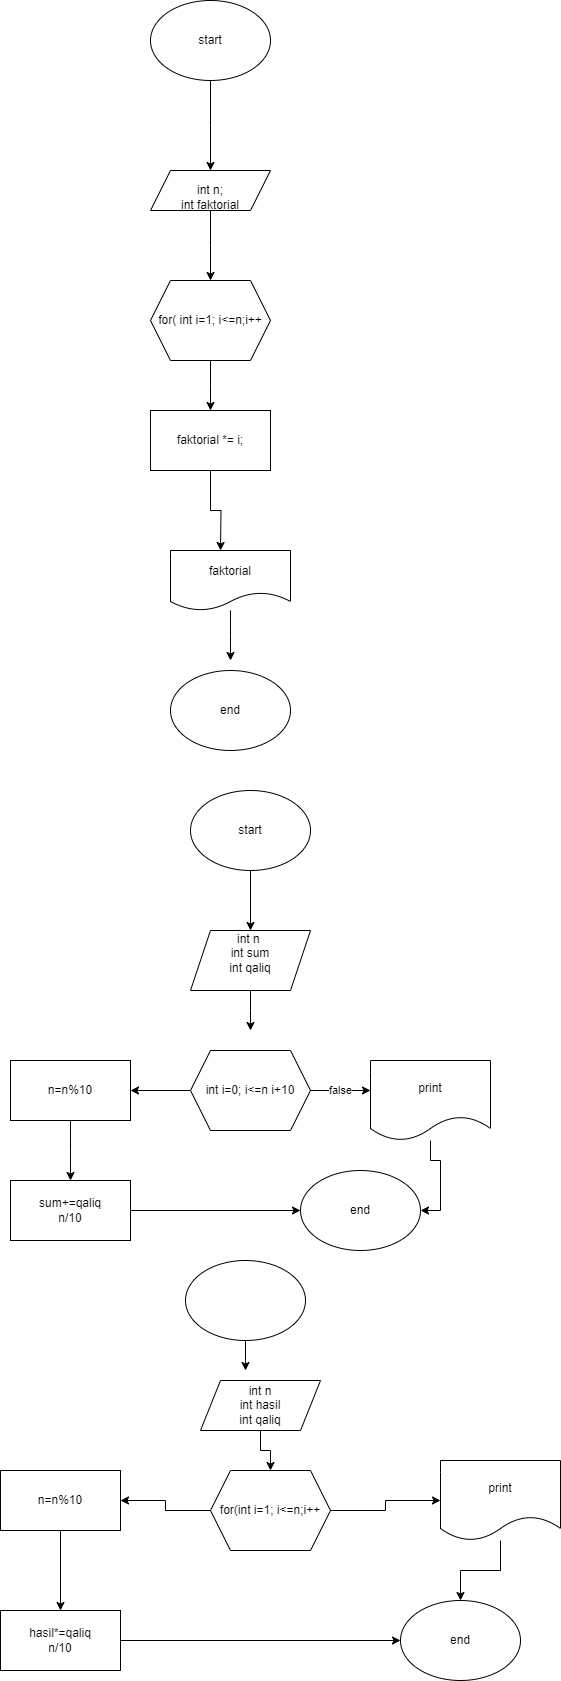 start
int n;
int faktorial
for( int i=1; i<=n;i++
faktorial *= i;
faktorial
end
start
int n
int sum
int qaliq
n=n%10
int i=0; i<=n i+10
false
print
sum+=qaliq
n/10
end
int n
int hasil
int qaliq
n=n%10
for(int i=1; i<=n;i++
print
hasil*=qaliq
n/10
end